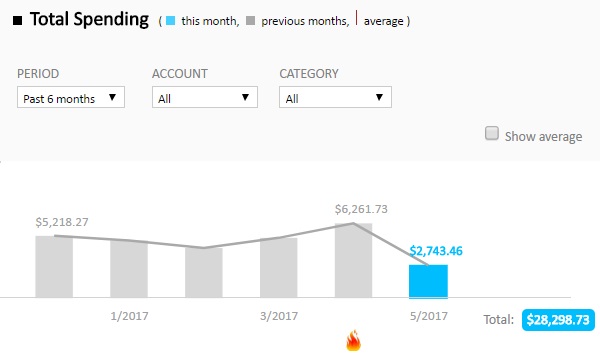 Total Spending ( this month, previous months, average )
PERIOD ACCOUNT CATEGORY
Past 6 months All All
Show average
$5,218.27 $6,261.73
$2,743.46
1/2017 3/2017 5/2017
Total: $28,298.73